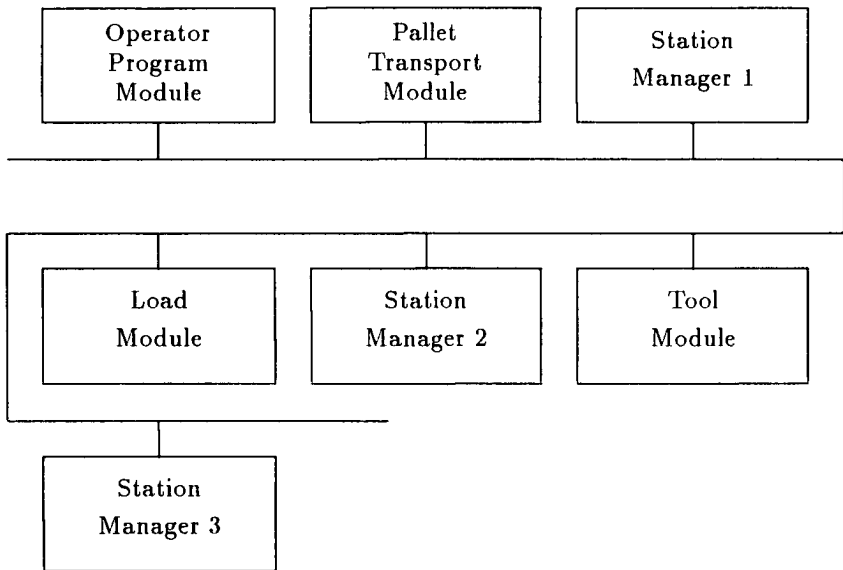 Operator
Program
Module
Pallet
Transport
Module
Station
Manager 1
Load
Module
Station
Manager 2
Tool
Module
Station
Manager 3